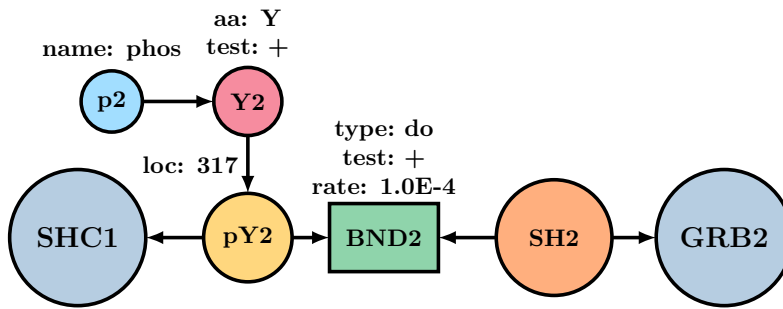 aa: Y
name: phos test: +
p2 Y2
type: do
loc: 317 test: +
rate: 1.0E-4
SHC1 pY2 BND2 SH2 GRB2